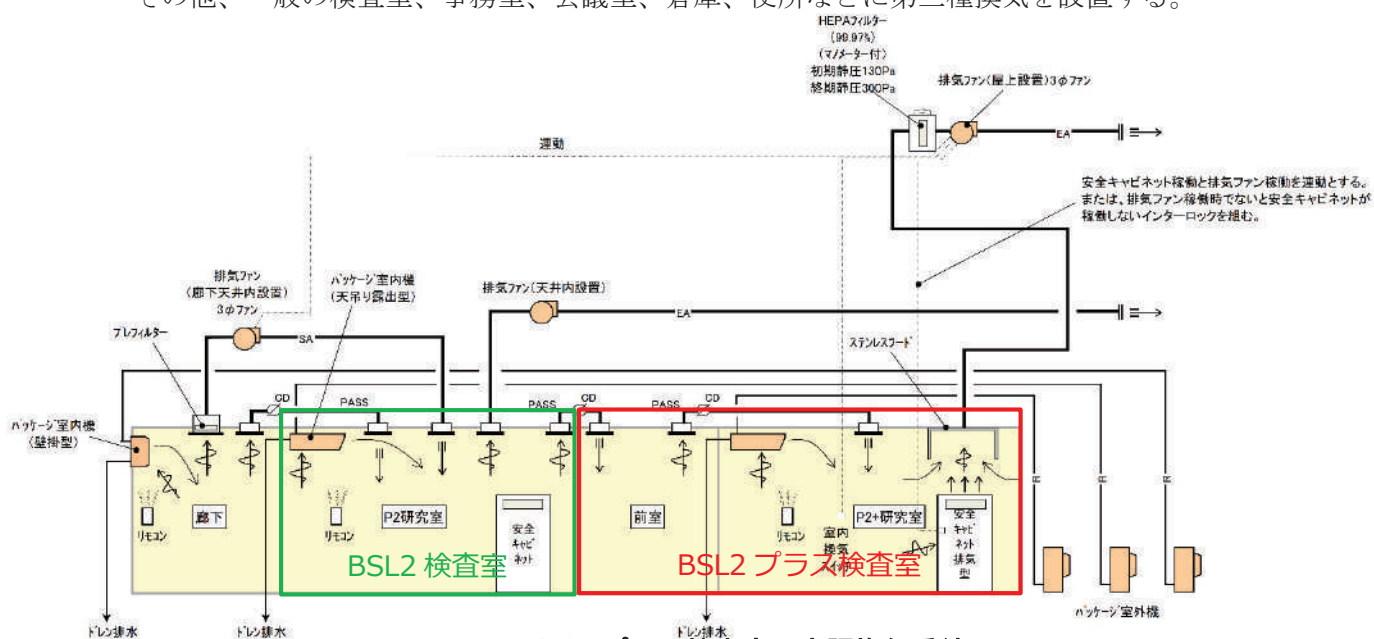 その他、一般の検査室、事務室、会議室、倉庫、便所などに第三種換気を設置する。
HEPAフィルター
(99.97%)
(マノメーター付)
初期静圧130Pa
終期静圧300Pa
排気ファン(屋上設置)3φファン
EA
連動
安全キャビネット稼働と排気ファン稼働を連動とする。
または、排気ファン稼働時でないと安全キャビネットが
稼働しないインターロックを組む。
排気ファン
(廊下天井内設置)
3φファン
パッケージ室内機
(天吊り露出型)
排気ファン(天井内設置)
EA
プレフィルター
SA
ステンレスフード
CD
PASS
PASS
CD
PASS
CD
パッケージ室内機
(壁掛型)
R
R
R
リモコン
廊下
リモコン
P2研究室
安全
キャビ
ネット
BSL2 検査室
前室
リモコン
室内
換気
スイッチ
P2+研究室
安全
キャビ
ネット
排気
型
BSL2 プラス検査室
パッケージ室外機
ドレン排水
ドレン排水
ドレン排水